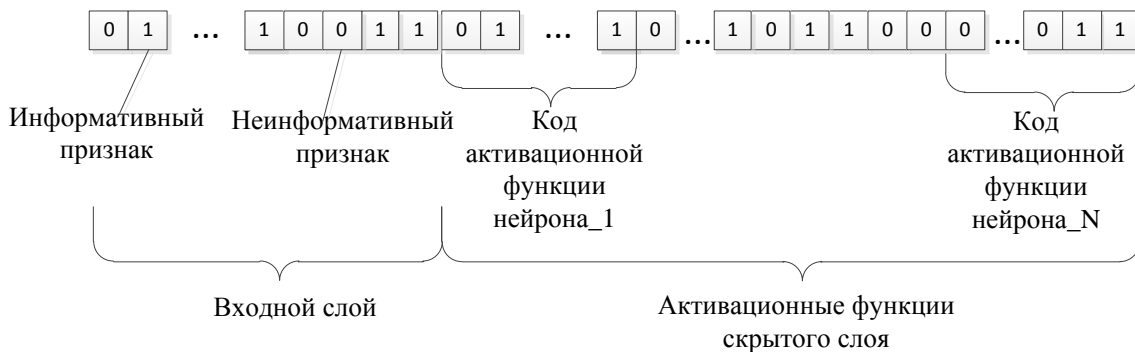 0 1 ... 1 0 0 1 1 0 1 ... 1 0 ... 1 0 1 1 0 0 0 ... 0 1 1
Информативный
признак
Неинформативный
признак
Код
активационной
функции
нейрона_1
Код
активационной
функции
нейрона_N
Входной слой
Активационные функции
скрытого слоя